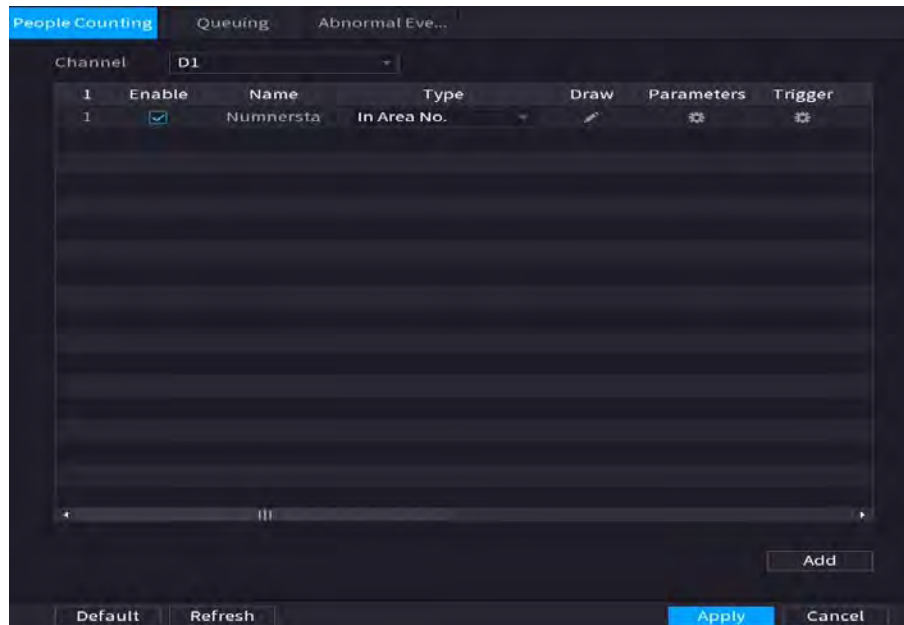 People Counting Queuing Abnormal Eve...
Channel D1
1 Enable Name Type Draw Parameters Trigger
1 Numnersta In Area No.
Add
Default Refresh Apply Cancel